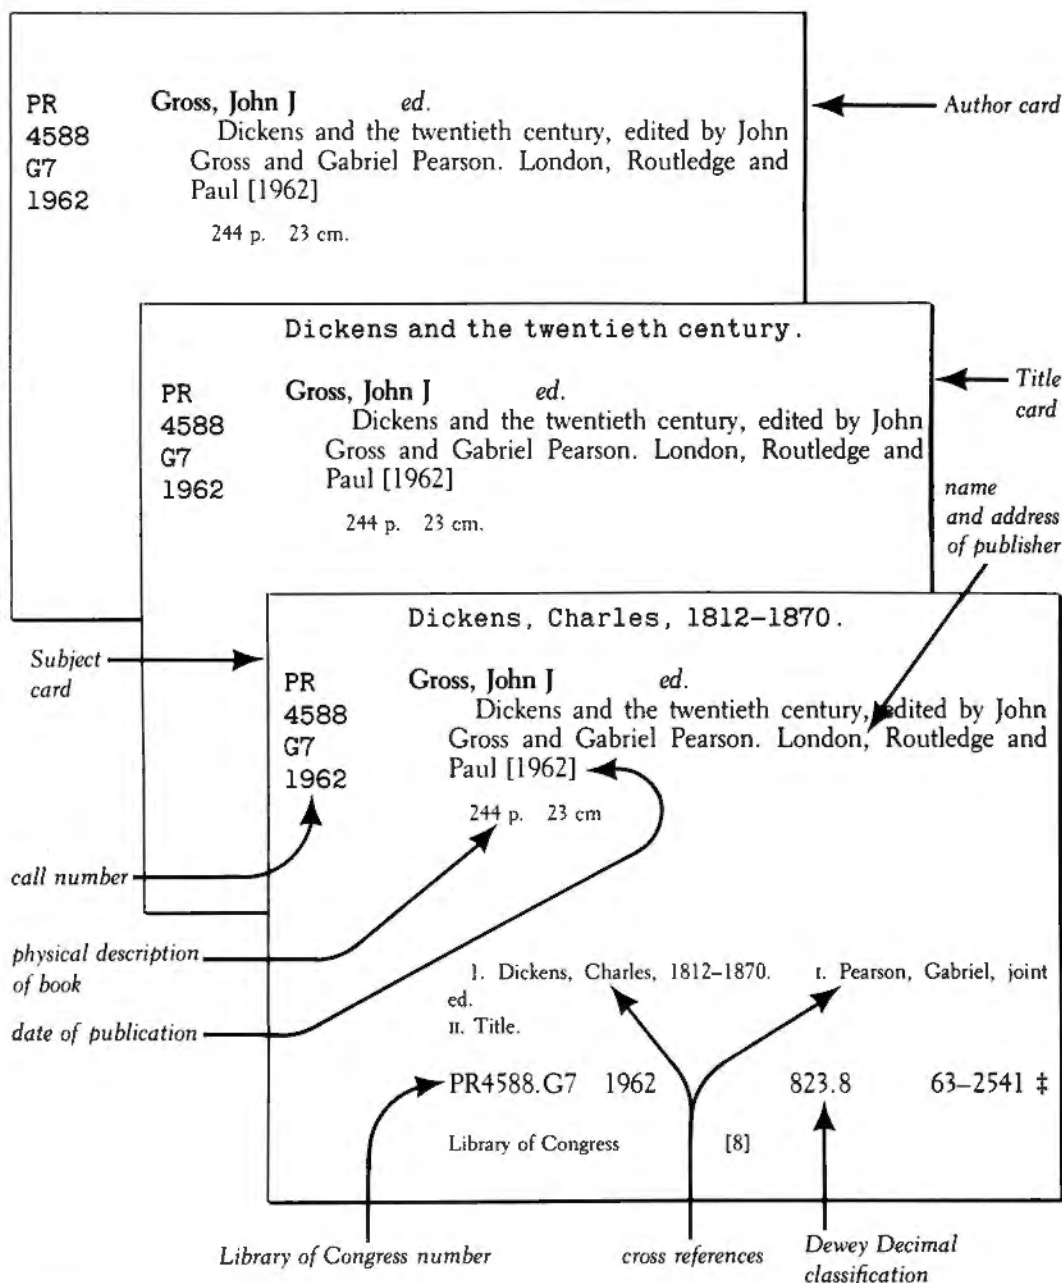 PR
4588
G7
1962
Gross, John J ed.
Dickens and the twentieth century, edited by John
Gross and Gabriel Pearson. London, Routledge and
Paul [1962]
244 p. 23 cm.
Author card
Dickens and the twentieth century.
PR
4588
G7
1962
Gross, John J ed.
Dickens and the twentieth century, edited by John
Gross and Gabriel Pearson. London, Routledge and
Paul [1962]
244 p. 23 cm.
Title
card
name
and address
of publisher
Subject
card
Dickens, Charles, 1812–1870.
PR
4588
G7
1962
Gross, John J ed.
Dickens and the twentieth century, edited by John
Gross and Gabriel Pearson. London, Routledge and
Paul [1962]
244 p. 23 cm
call number
physical description
of book
date of publication
1. Dickens, Charles, 1812–1870. I. Pearson, Gabriel, joint
ed.
II. Title.
PR4588.G7 1962 823.8 63–2541 ‡
Library of Congress [8]
Library of Congress number
cross references
Dewey Decimal
classification